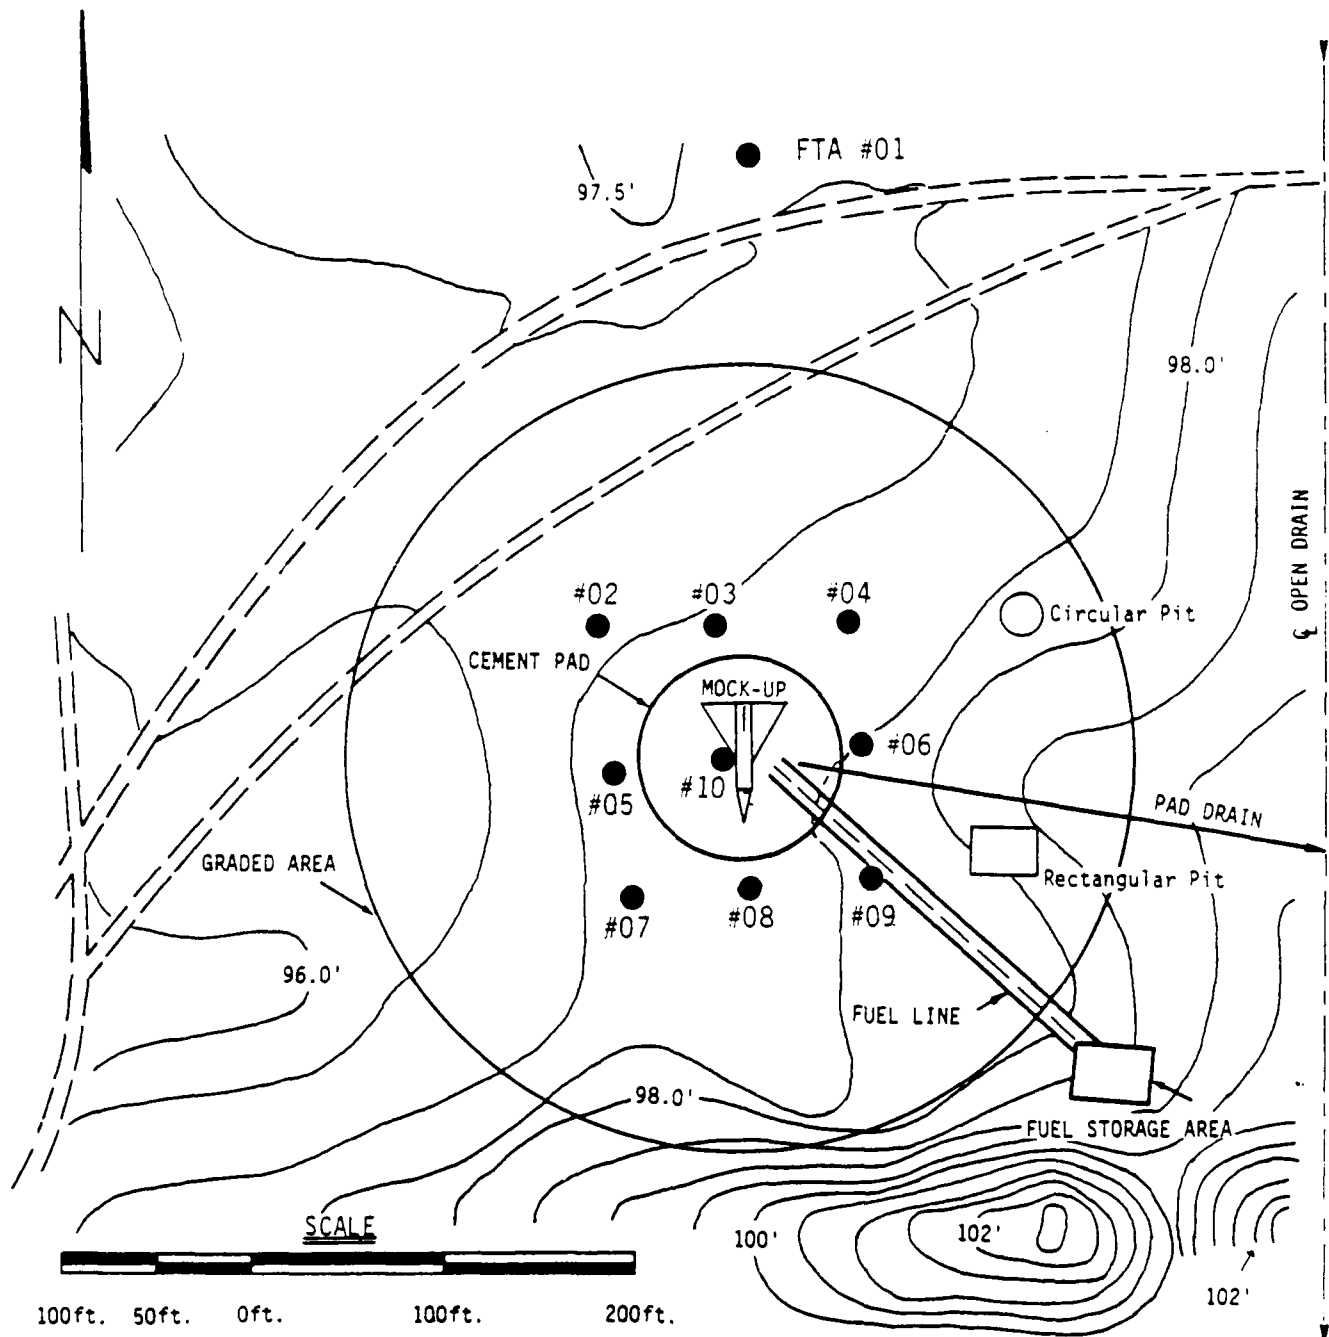 FTA #01
97.5'
N
98.0'
℄ OPEN DRAIN
#02
#03
#04
Circular Pit
CEMENT PAD
MOCK-UP
#06
#10
#05
PAD DRAIN
GRADED AREA
Rectangular Pit
#07
#08
#09
96.0'
FUEL LINE
98.0'
FUEL STORAGE AREA
SCALE
100'
102'
102'
100ft. 50ft. 0ft. 100ft. 200ft.